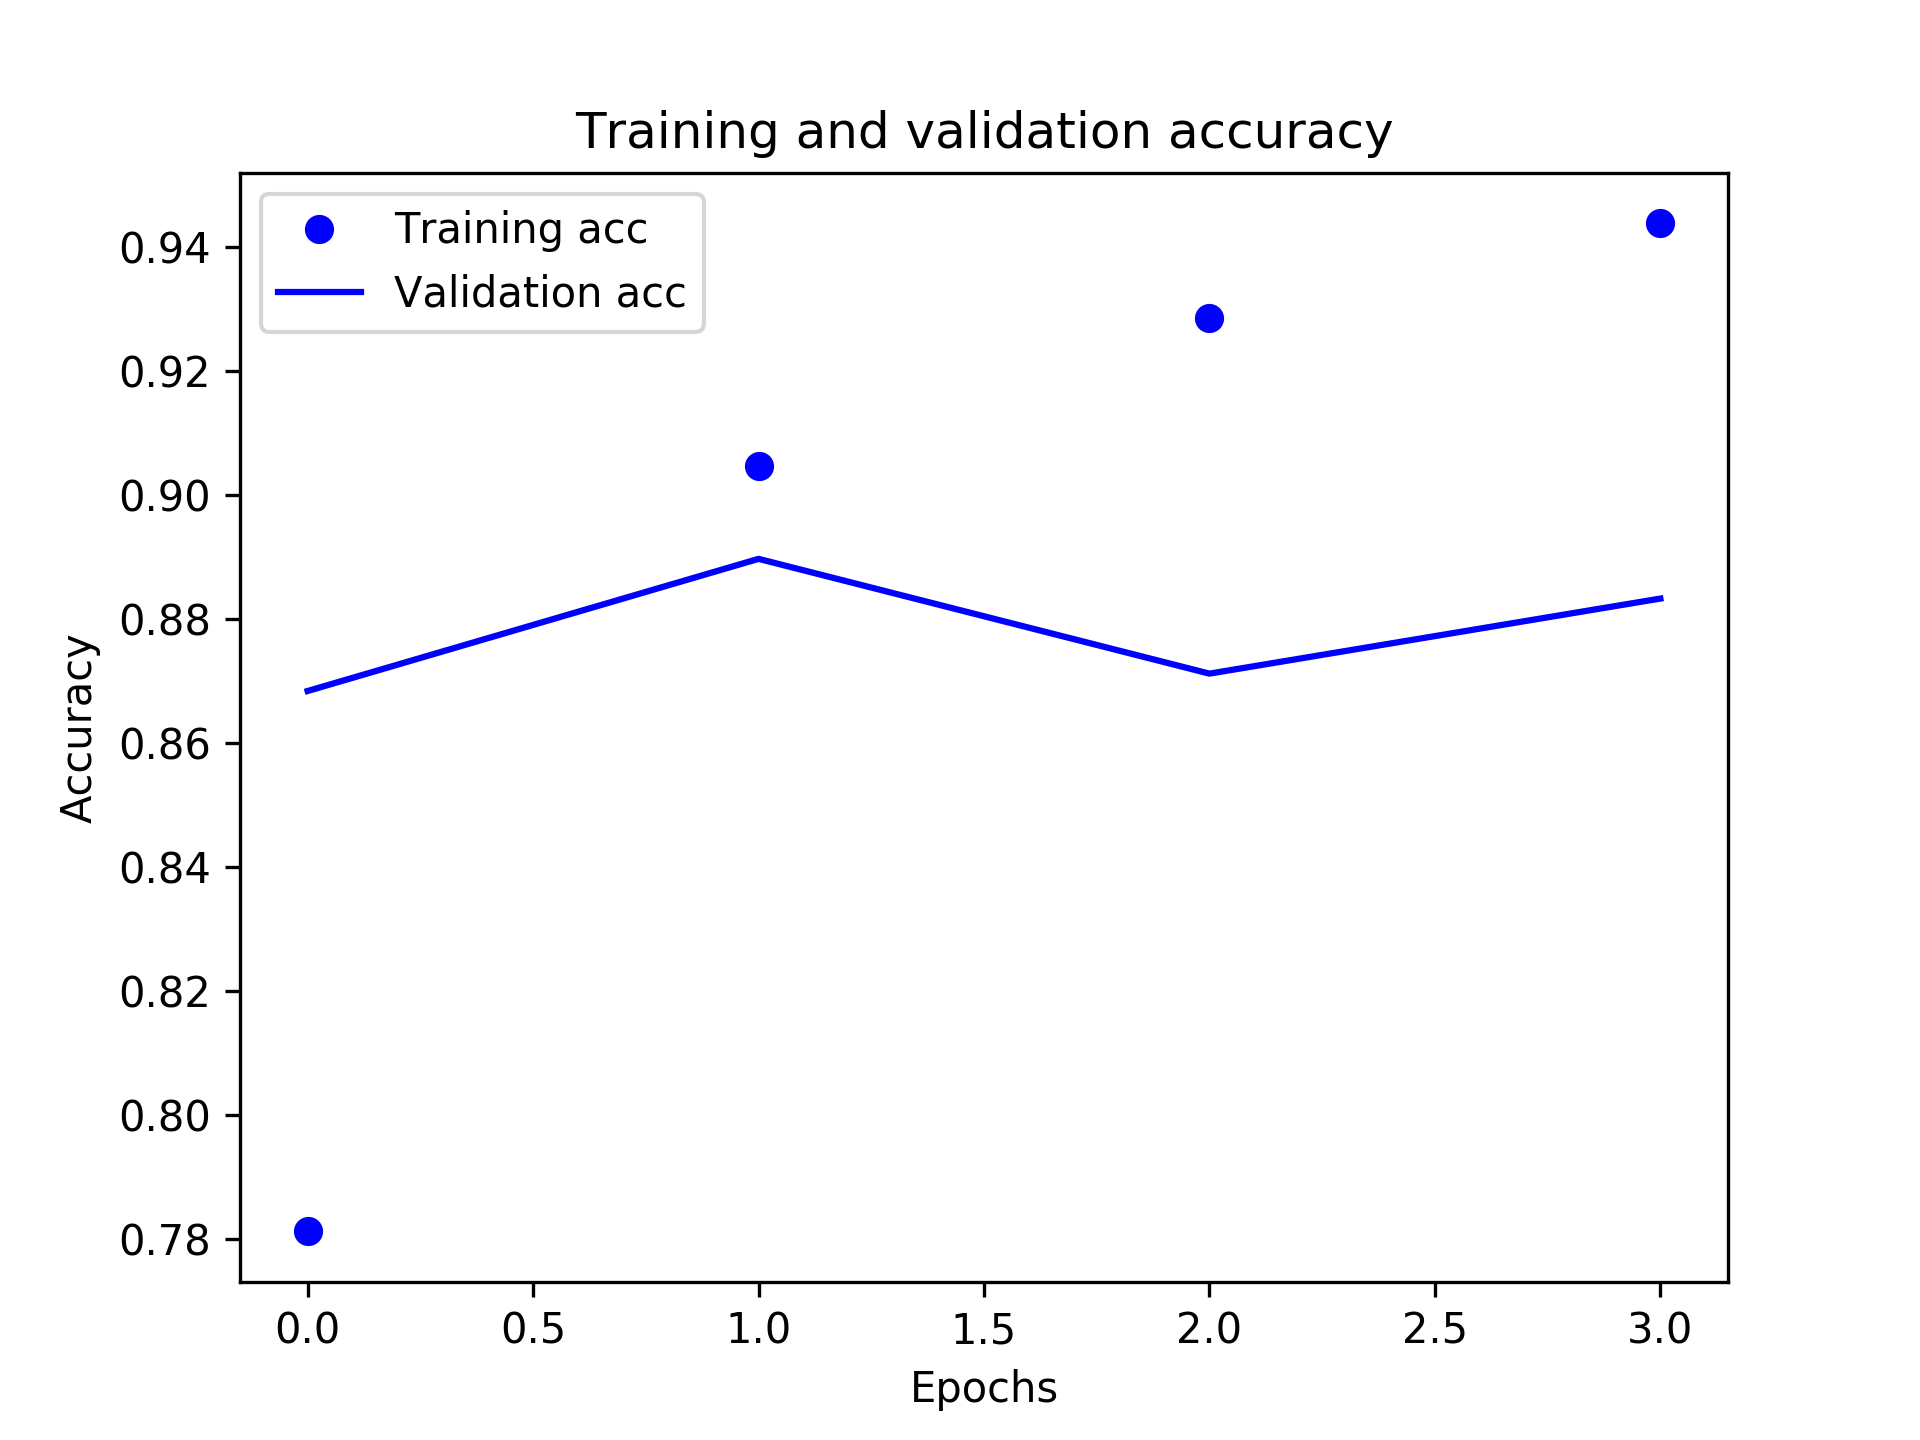 Training and validation accuracy
Training acc
Validation acc
0.94
0.92
0.90
0.88
0.86
0.84
0.82
0.80
0.78
Accuracy
0.0 0.5 1.0 1.5 2.0 2.5 3.0
Epochs